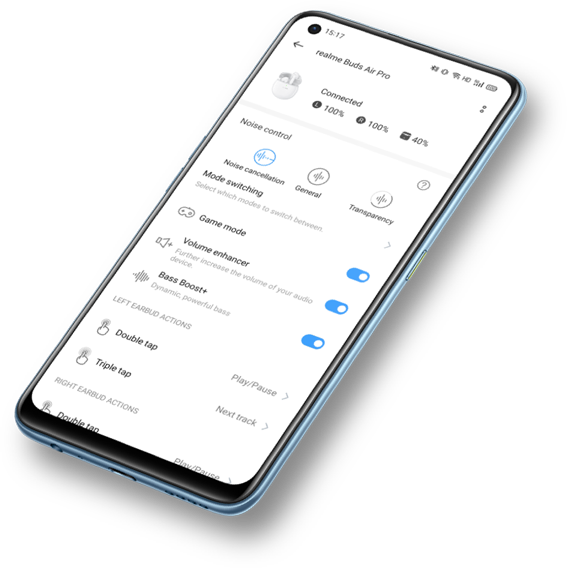 15:17
realme Buds Air Pro
Connected
L 100% R 100% 40%
Noise control
Noise cancellation General Transparency
Mode switching
Select which modes to switch between
Game mode
Volume enhancer
Further increase the volume of your audio
device.
Bass Boost+
Dynamic, powerful bass
LEFT EARBUD ACTIONS
Double tap Play/Pause
Triple tap Next track
RIGHT EARBUD ACTIONS
Double tap Play/Pause